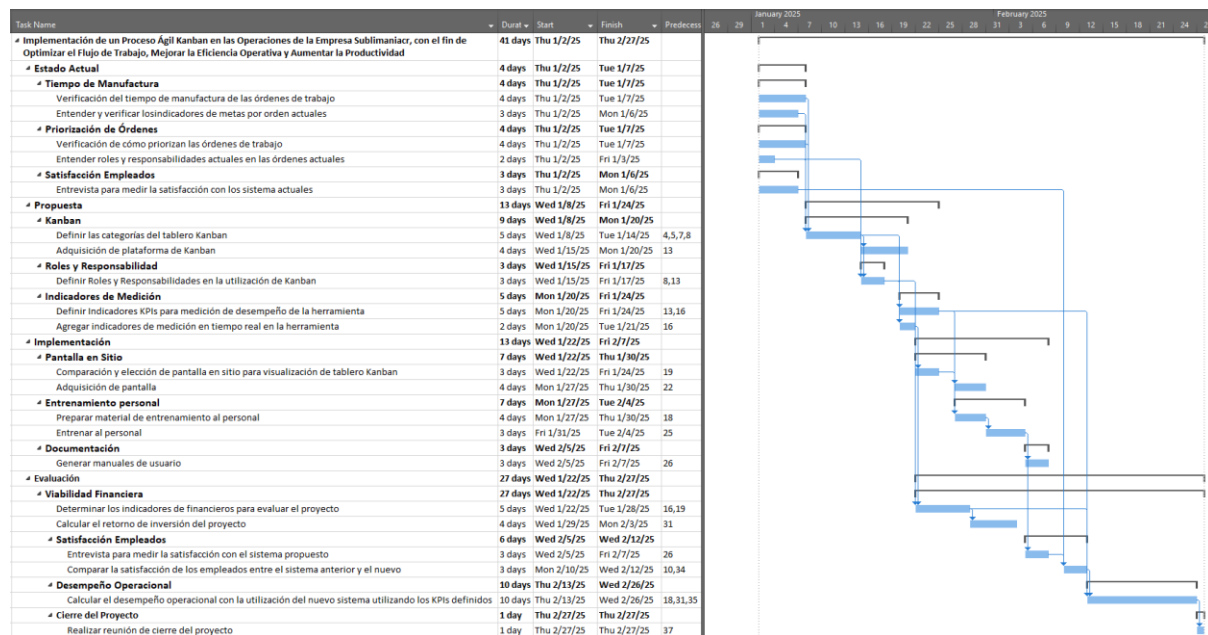 January 2025 February 2025
Task Name Durat Start Finish Predecess 26 29 1 4 7 10 13 16 19 22 25 28 31 3 6 9 12 15 18 21 24
Implementación de un Proceso Ágil Kanban en las Operaciones de la Empresa Sublimaniacr, con el fin de 41 days Thu 1/2/25 Thu 2/27/25
Optimizar el Flujo de Trabajo, Mejorar la Eficiencia Operativa y Aumentar la Productividad
Estado Actual 4 days Thu 1/2/25 Tue 1/7/25
Tiempo de Manufactura 4 days Thu 1/2/25 Tue 1/7/25
Verificación del tiempo de manufactura de las órdenes de trabajo 4 days Thu 1/2/25 Tue 1/7/25
Entender y verificar losindicadores de metas por orden actuales 3 days Thu 1/2/25 Mon 1/6/25
Priorización de Órdenes 4 days Thu 1/2/25 Tue 1/7/25
Verificación de cómo priorizan las órdenes de trabajo 4 days Thu 1/2/25 Tue 1/7/25
Entender roles y responsabilidades actuales en las órdenes actuales 2 days Thu 1/2/25 Fri 1/3/25
Satisfacción Empleados 3 days Thu 1/2/25 Mon 1/6/25
Entrevista para medir la satisfacción con los sistema actuales 3 days Thu 1/2/25 Mon 1/6/25
Propuesta 13 days Wed 1/8/25 Fri 1/24/25
Kanban 9 days Wed 1/8/25 Mon 1/20/25
Definir las categorías del tablero Kanban 5 days Wed 1/8/25 Tue 1/14/25 4,5,7,8
Adquisición de plataforma de Kanban 4 days Wed 1/15/25 Mon 1/20/25 13
Roles y Responsabilidad 3 days Wed 1/15/25 Fri 1/17/25
Definir Roles y Responsabilidades en la utilización de Kanban 3 days Wed 1/15/25 Fri 1/17/25 8,13
Indicadores de Medición 5 days Mon 1/20/25 Fri 1/24/25
Definir Indicadores KPIs para medición de desempeño de la herramienta 5 days Mon 1/20/25 Fri 1/24/25 13,16
Agregar indicadores de medición en tiempo real en la herramienta 2 days Mon 1/20/25 Tue 1/21/25 16
Implementación 13 days Wed 1/22/25 Fri 2/7/25
Pantalla en Sitio 7 days Wed 1/22/25 Thu 1/30/25
Comparación y elección de pantalla en sitio para visualización de tablero Kanban 3 days Wed 1/22/25 Fri 1/24/25 19
Adquisición de pantalla 4 days Mon 1/27/25 Thu 1/30/25 22
Entrenamiento personal 7 days Mon 1/27/25 Tue 2/4/25
Preparar material de entrenamiento al personal 4 days Mon 1/27/25 Thu 1/30/25 18
Entrenar al personal 3 days Fri 1/31/25 Tue 2/4/25 25
Documentación 3 days Wed 2/5/25 Fri 2/7/25
Generar manuales de usuario 3 days Wed 2/5/25 Fri 2/7/25 26
Evaluación 27 days Wed 1/22/25 Thu 2/27/25
Viabilidad Financiera 27 days Wed 1/22/25 Thu 2/27/25
Determinar los indicadores de financieros para evaluar el proyecto 5 days Wed 1/22/25 Tue 1/28/25 16,19
Calcular el retorno de inversión del proyecto 4 days Wed 1/29/25 Mon 2/3/25 31
Satisfacción Empleados 6 days Wed 2/5/25 Wed 2/12/25
Entrevista para medir la satisfacción con el sistema propuesto 3 days Wed 2/5/25 Fri 2/7/25 26
Comparar la satisfacción de los empleados entre el sistema anterior y el nuevo 3 days Mon 2/10/25 Wed 2/12/25 10,34
Desempeño Operacional 10 days Thu 2/13/25 Wed 2/26/25
Calcular el desempeño operacional con la utilización del nuevo sistema utilizando los KPIs definidos 10 days Thu 2/13/25 Wed 2/26/25 18,31,35
Cierre del Proyecto 1 day Thu 2/27/25 Thu 2/27/25
Realizar reunión de cierre del proyecto 1 day Thu 2/27/25 Thu 2/27/25 37